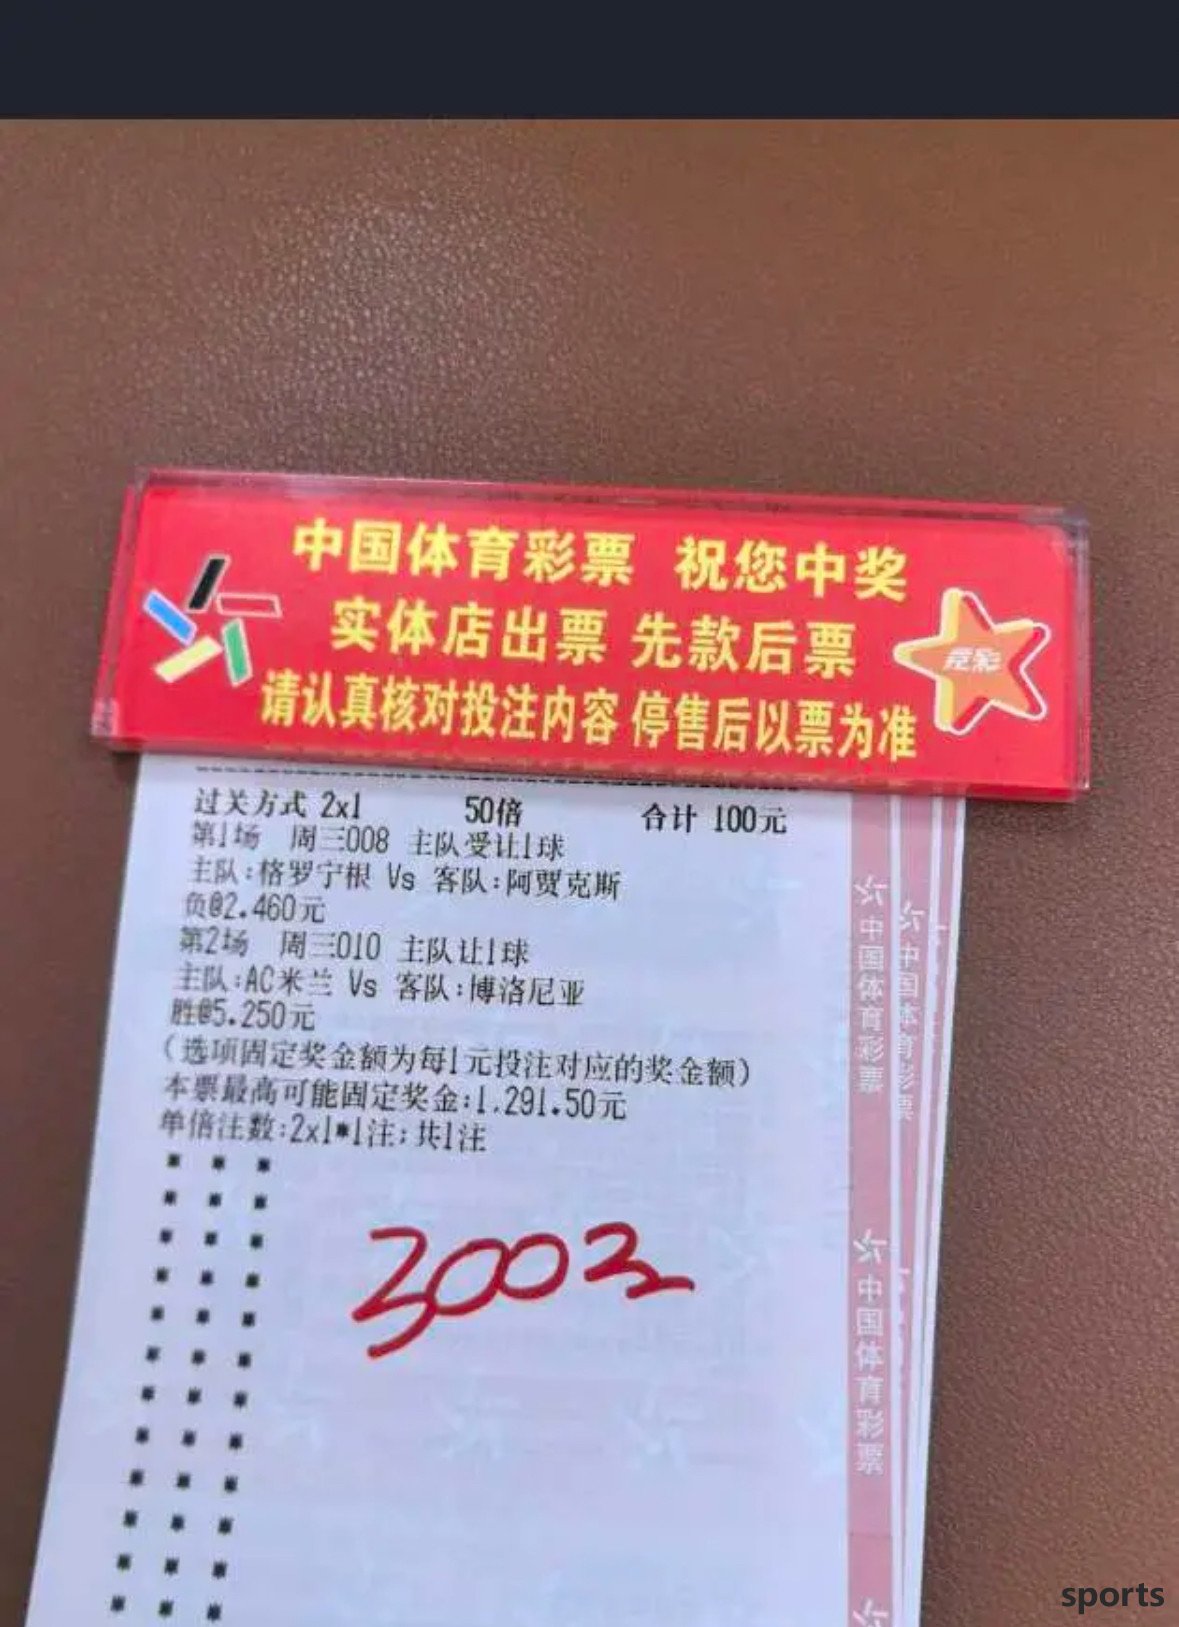 中国体育彩票 祝您中奖
实体店出票 先款后票
请认真核对投注内容 停售后以票为准
竞彩
过关方式 2x1 50倍 合计 100元
第1场 周三008 主队受让1球
主队:格罗宁根 Vs 客队:阿贾克斯
负@2.460元
第2场 周三010 主队让1球
主队:AC米兰 Vs 客队:博洛尼亚
胜@5.250元
(选项固定奖金额为每1元投注对应的奖金额)
本票最高可能固定奖金:1,291.50元
单倍注数:2x1*1注;共1注
3002
中国体育彩票
中国体育彩票
中国体育彩票
sports